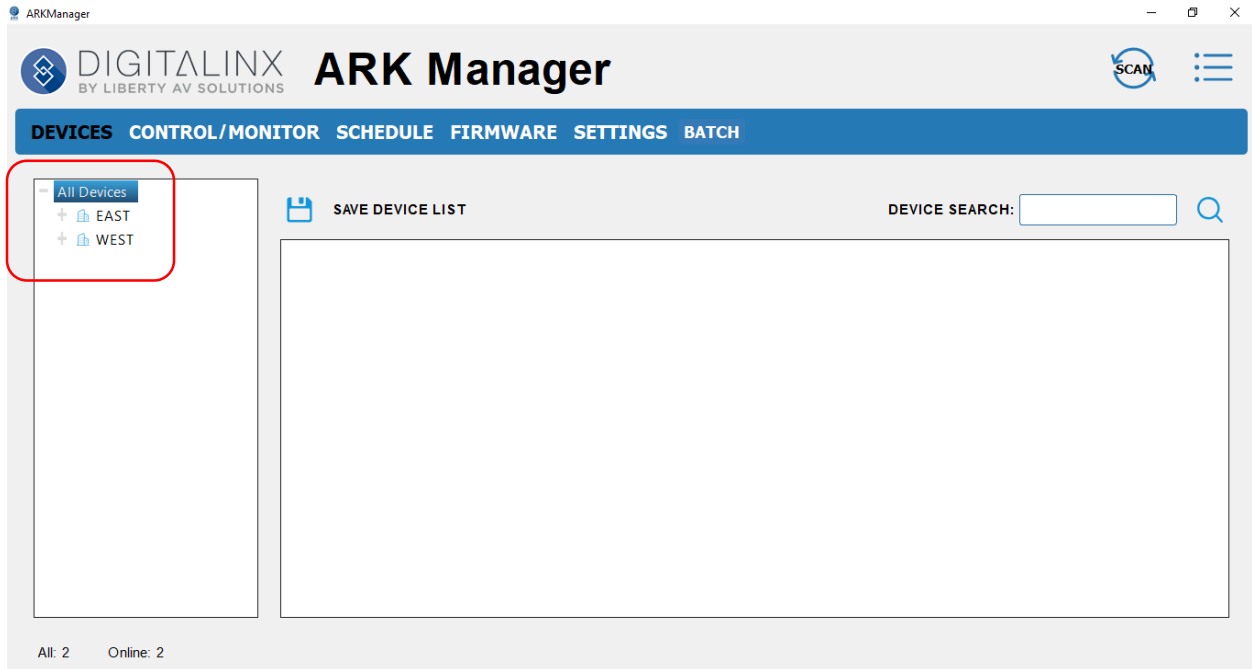 ARKManager
DIGITALINX
BY LIBERTY AV SOLUTIONS
ARK Manager
SCAN
DEVICES CONTROL/MONITOR SCHEDULE FIRMWARE SETTINGS BATCH
All Devices
EAST
WEST
SAVE DEVICE LIST
DEVICE SEARCH:
All: 2 Online: 2